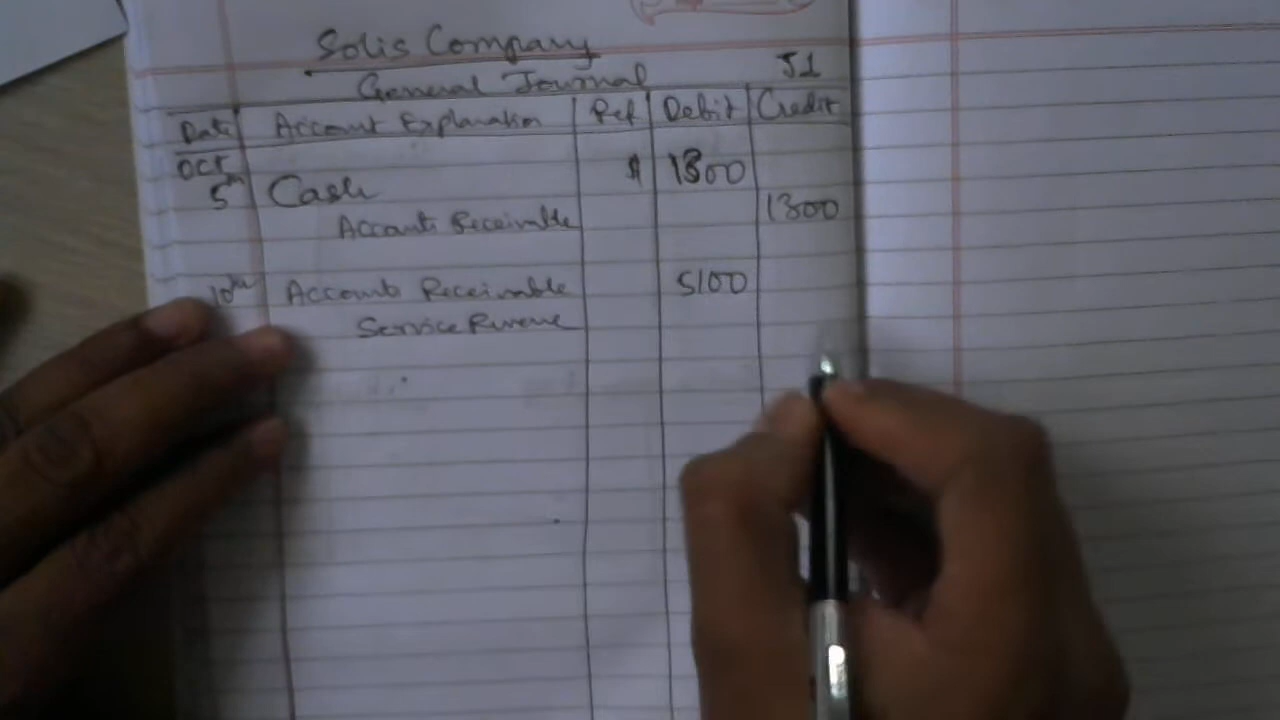 Solis Company
General Journal J1
Date Account Explanation Ref Debit Credit
Oct
5th Cash $ 1300
Accounts Receivable 1300
10th Accounts Receivable 5100
Service Revenue